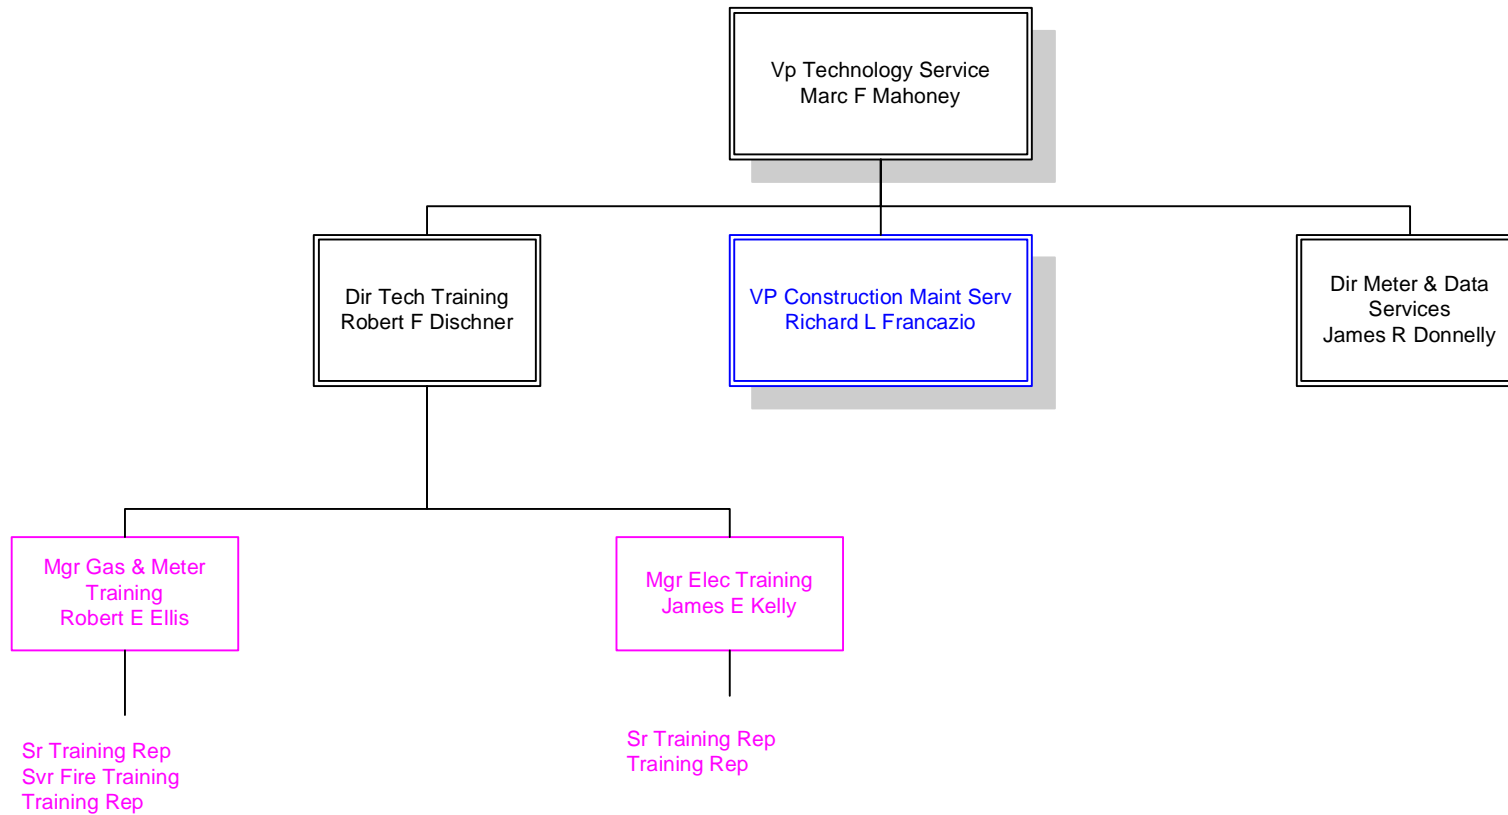 Vp Technology Service
Marc F Mahoney
Dir Tech Training
Robert F Dischner
VP Construction Maint Serv
Richard L Francazio
Dir Meter & Data
Services
James R Donnelly
Mgr Gas & Meter
Training
Robert E Ellis
Mgr Elec Training
James E Kelly
Sr Training Rep
Svr Fire Training
Training Rep
Sr Training Rep
Training Rep